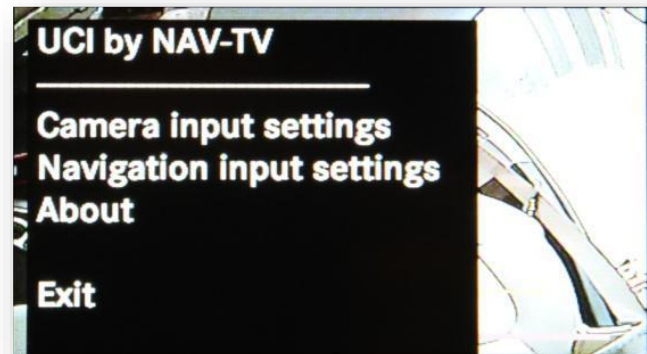 UCI by NAV-TV
Camera input settings
Navigation input settings
About
Exit